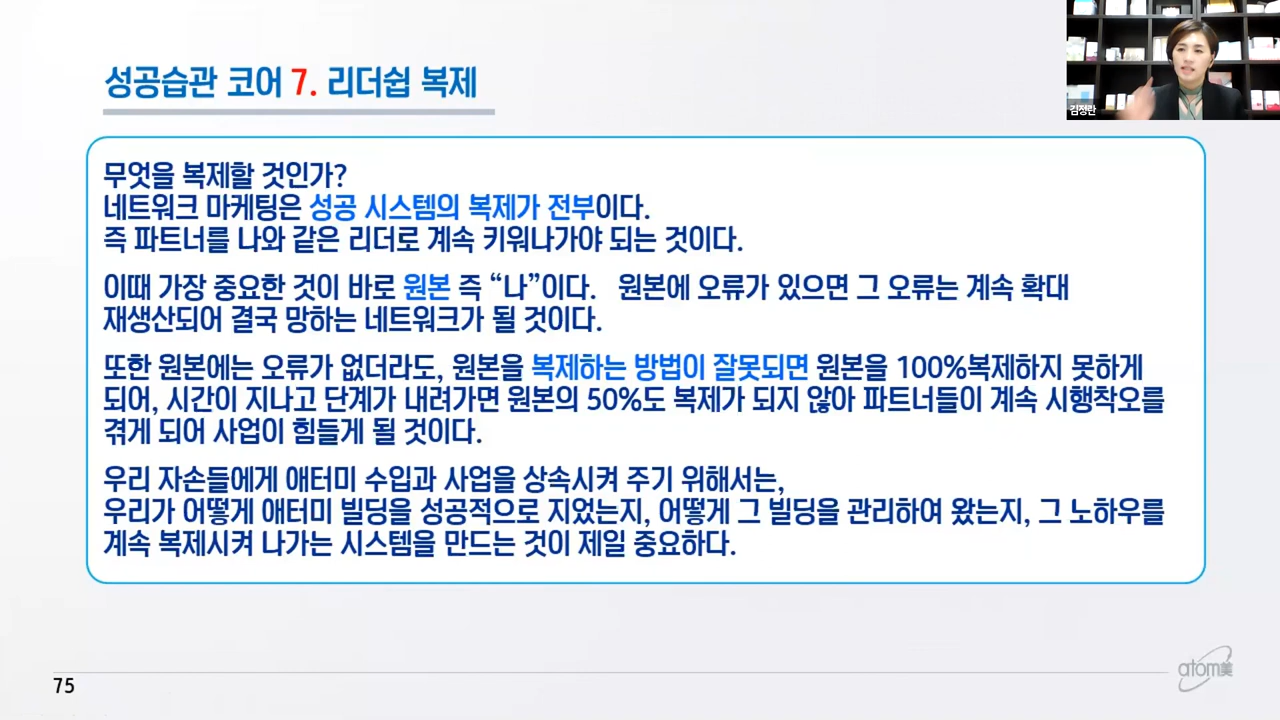 성공습관 코어 7. 리더쉽 복제
김정란
무엇을 복제할 것인가?
네트워크 마케팅은 성공 시스템의 복제가 전부이다.
즉 파트너를 나와 같은 리더로 계속 키워나가야 되는 것이다.
이때 가장 중요한 것이 바로 원본 즉 “나”이다. 원본에 오류가 있으면 그 오류는 계속 확대
재생산되어 결국 망하는 네트워크가 될 것이다.
또한 원본에는 오류가 없더라도, 원본을 복제하는 방법이 잘못되면 원본을 100%복제하지 못하게
되어, 시간이 지나고 단계가 내려가면 원본의 50%도 복제가 되지 않아 파트너들이 계속 시행착오를
겪게 되어 사업이 힘들게 될 것이다.
우리 자손들에게 애터미 수입과 사업을 상속시켜 주기 위해서는,
우리가 어떻게 애터미 빌딩을 성공적으로 지었는지, 어떻게 그 빌딩을 관리하여 왔는지, 그 노하우를
계속 복제시켜 나가는 시스템을 만드는 것이 제일 중요하다.
75
atom美